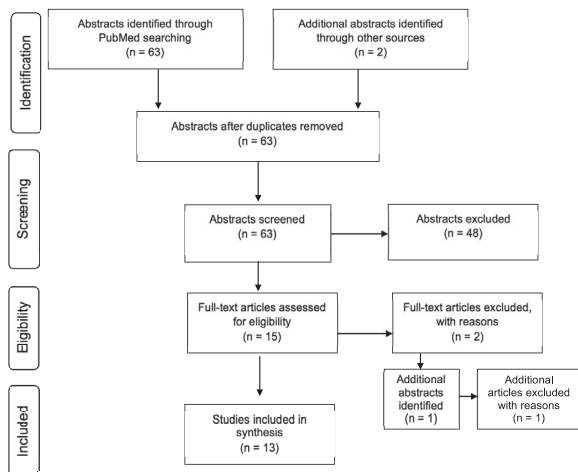 Identification
Abstracts identified through
PubMed searching
(n = 63)
Additional abstracts identified
through other sources
(n = 2)
Abstracts after duplicates removed
(n = 63)
Screening
Abstracts screened
(n = 63)
Abstracts excluded
(n = 48)
Eligibility
Full-text articles assessed
for eligibility
(n = 15)
Full-text articles excluded,
with reasons
(n = 2)
Additional
abstracts
identified
(n = 1)
Additional
articles excluded
with reasons
(n = 1)
Included
Studies included in
synthesis
(n = 13)